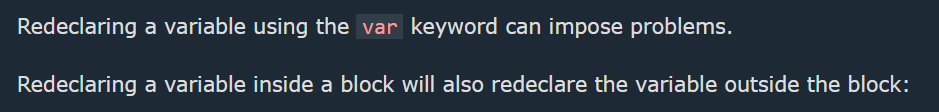 Redeclaring a variable using the var keyword can impose problems.
Redeclaring a variable inside a block will also redeclare the variable outside the block: